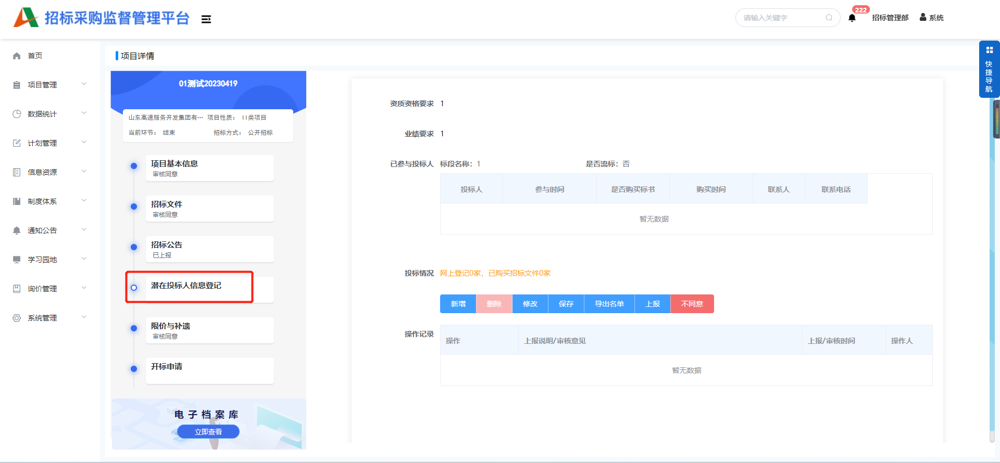 招标采购监督管理平台
请输入关键字
222
招标管理部
系统
首页
项目管理
数据统计
计划管理
信息资源
制度体系
通知公告
学习园地
询价管理
系统管理
项目详情
快捷导航
01测试20230419
山东高速服务开发集团有··· 项目性质： IT类项目
当前环节： 结束 招标方式： 公开招标
项目基本信息
审核同意
招标文件
审核同意
招标公告
已上报
潜在投标人信息登记
限价与补遗
审核同意
开标申请
电子档案库
立即查看
资质资格要求 1
业绩要求 1
已参与投标人 标段名称：1 是否流标：否
投标人 参与时间 是否购买标书 购买时间 联系人 联系电话
暂无数据
投标情况 网上登记0家，已购买招标文件0家
新增 删除 修改 保存 导出名单 上报 不同意
操作记录
操作 上报说明/审核意见 上报/审核时间 操作人
暂无数据